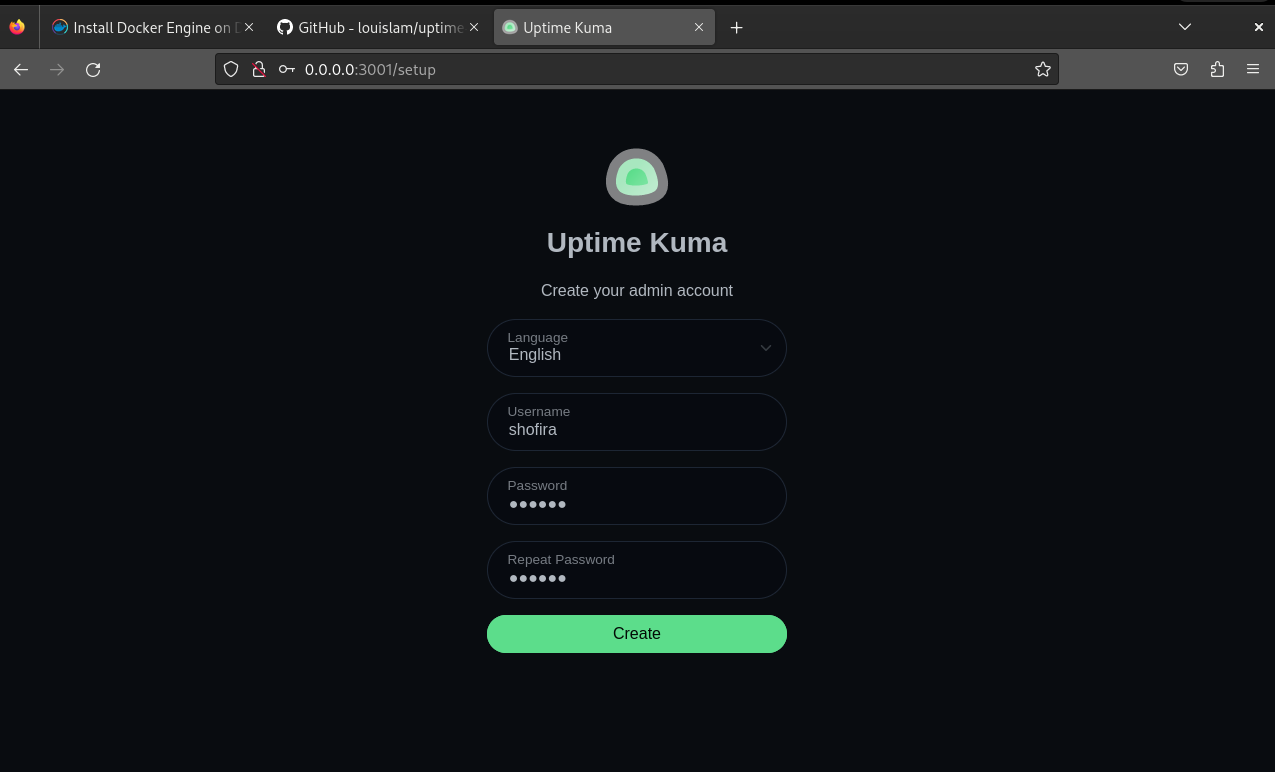 Install Docker Engine on D
GitHub - louislam/uptime
Uptime Kuma
0.0.0.0:3001/setup
Uptime Kuma
Create your admin account
Language
English
Username
shofira
Password
●●●●●●
Repeat Password
●●●●●●
Create